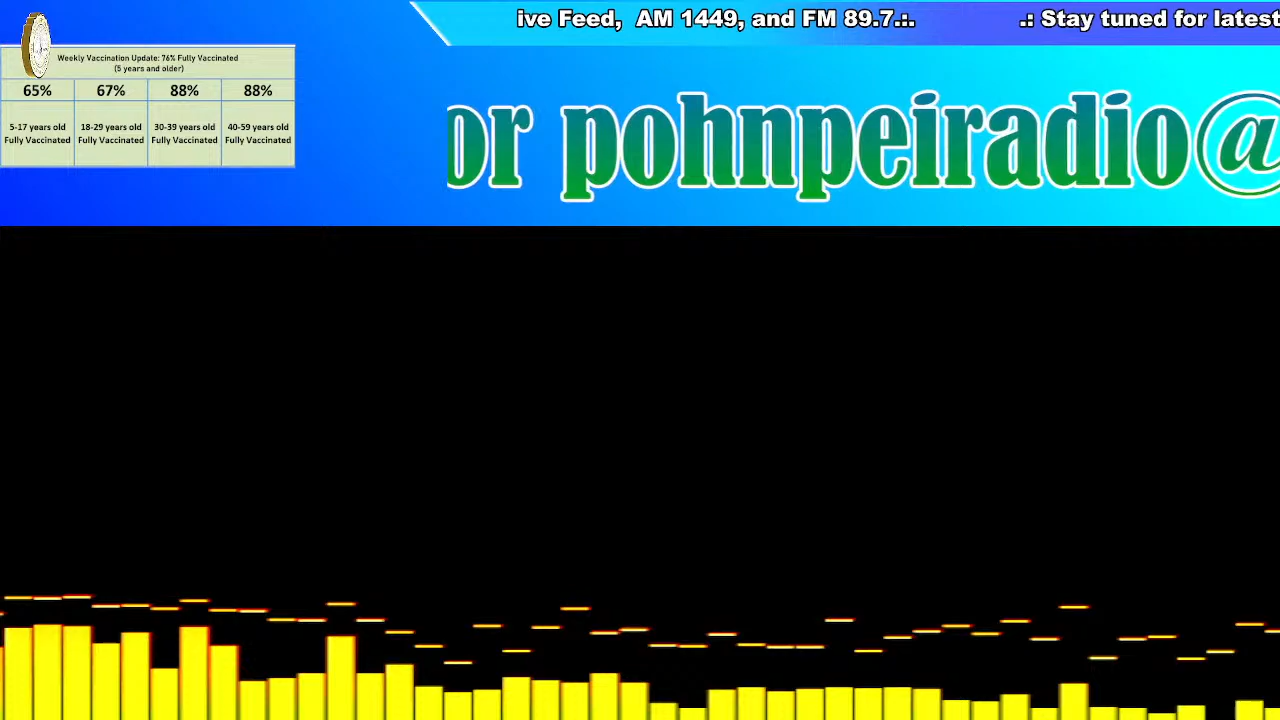 ive Feed, AM 1449, and FM 89.7.:. .: Stay tuned for latest
Weekly Vaccination Update: 76% Fully Vaccinated
(5 years and older)
65% 67% 88% 88%
5-17 years old 18-29 years old 30-39 years old 40-59 years old
Fully Vaccinated Fully Vaccinated Fully Vaccinated Fully Vaccinated
or pohnpeiradio@